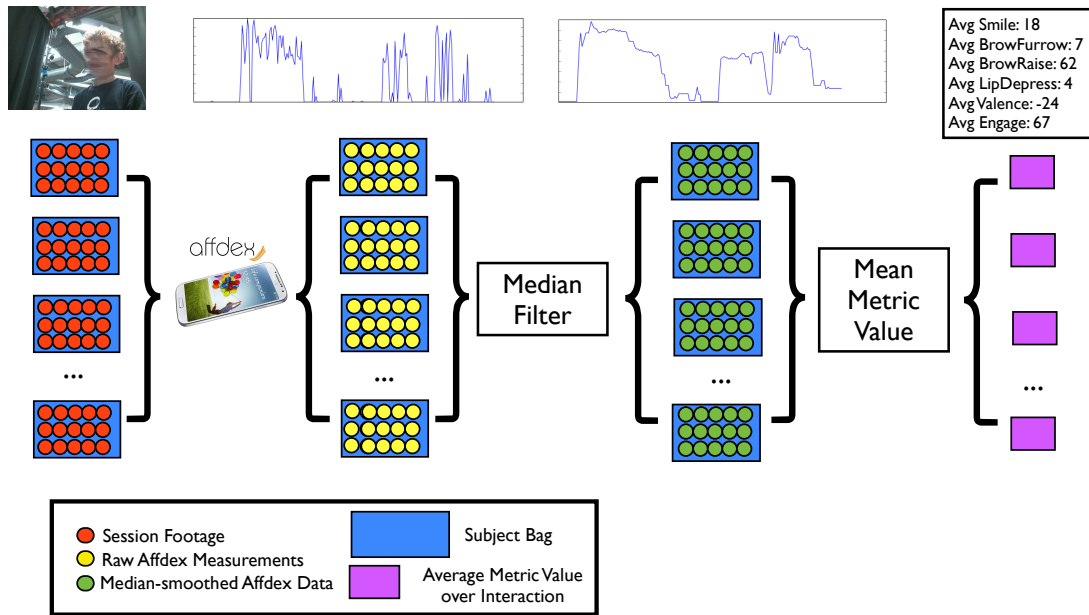 Avg Smile: 18
Avg BrowFurrow: 7
Avg BrowRaise: 62
Avg LipDepress: 4
Avg Valence: -24
Avg Engage: 67
affdex
Median
Filter
Mean
Metric
Value
...
...
...
...
Session Footage
Raw Affdex Measurements
Median-smoothed Affdex Data
Subject Bag
Average Metric Value
over Interaction